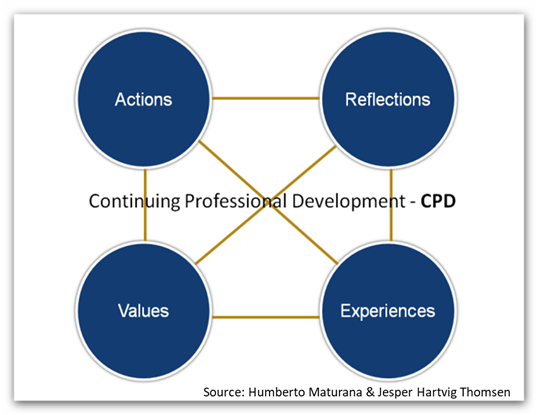 Actions
Reflections
Continuing Professional Development - CPD
Values
Experiences
Source: Humberto Maturana & Jesper Hartvig Thomsen